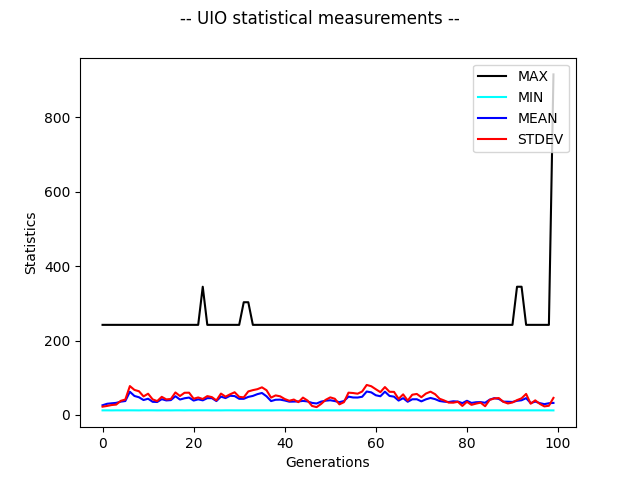 -- UIO statistical measurements --
MAX
MIN
MEAN
STDEV
Statistics
800
600
400
200
0
0 20 40 60 80 100
Generations